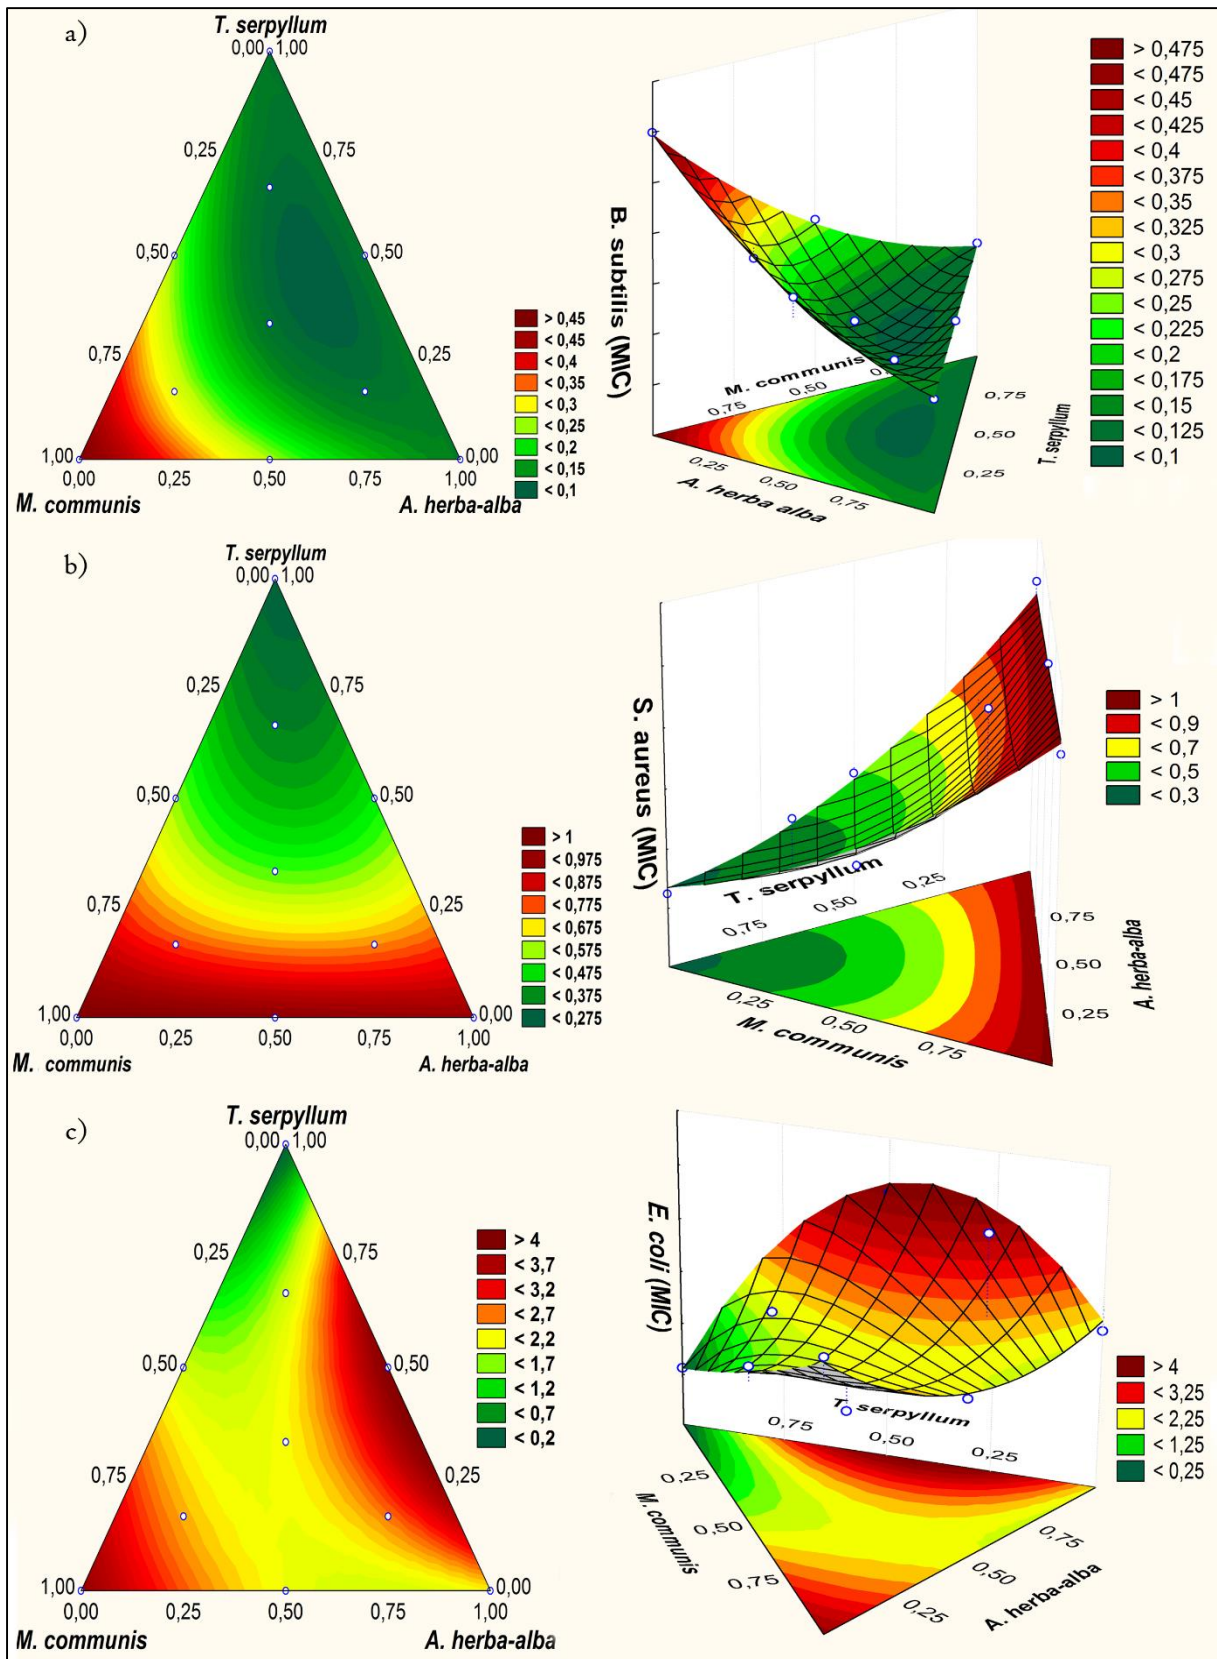 a)
T. serpyllum
0,00 1,00
0,25 0,75
0,50 0,50
0,75 0,25
1,00 0,00
0,00 0,25 0,50 0,75 1,00
M. communis A. herba-alba
> 0,45
< 0,45
< 0,4
< 0,35
< 0,3
< 0,25
< 0,2
< 0,15
< 0,1
B. subtilis (MIC)
M. communis
0,75 0,50
0,25 0,50 0,75
A. herba alba
0,75
0,50
0,25
T. serpyllum
> 0,475
< 0,475
< 0,45
< 0,425
< 0,4
< 0,375
< 0,35
< 0,325
< 0,3
< 0,275
< 0,25
< 0,225
< 0,2
< 0,175
< 0,15
< 0,125
< 0,1
b)
T. serpyllum
0,00 1,00
0,25 0,75
0,50 0,50
0,75 0,25
1,00 0,00
0,00 0,25 0,50 0,75 1,00
M. communis A. herba-alba
> 1
< 0,975
< 0,875
< 0,775
< 0,675
< 0,575
< 0,475
< 0,375
< 0,275
S. aureus (MIC)
T. serpyllum
0,75 0,50 0,25
0,25 0,50 0,75
M. communis
0,75
0,50
0,25
A. herba-alba
> 1
< 0,9
< 0,7
< 0,5
< 0,3
c)
T. serpyllum
0,00 1,00
0,25 0,75
0,50 0,50
0,75 0,25
1,00 0,00
0,00 0,25 0,50 0,75 1,00
M. communis A. herba-alba
> 4
< 3,7
< 3,2
< 2,7
< 2,2
< 1,7
< 1,2
< 0,7
< 0,2
E. coli (MIC)
T. serpyllum
0,75 0,50 0,25
0,25
0,50
0,75
M. communis
0,75
0,50
0,25
A. herba-alba
> 4
< 3,25
< 2,25
< 1,25
< 0,25